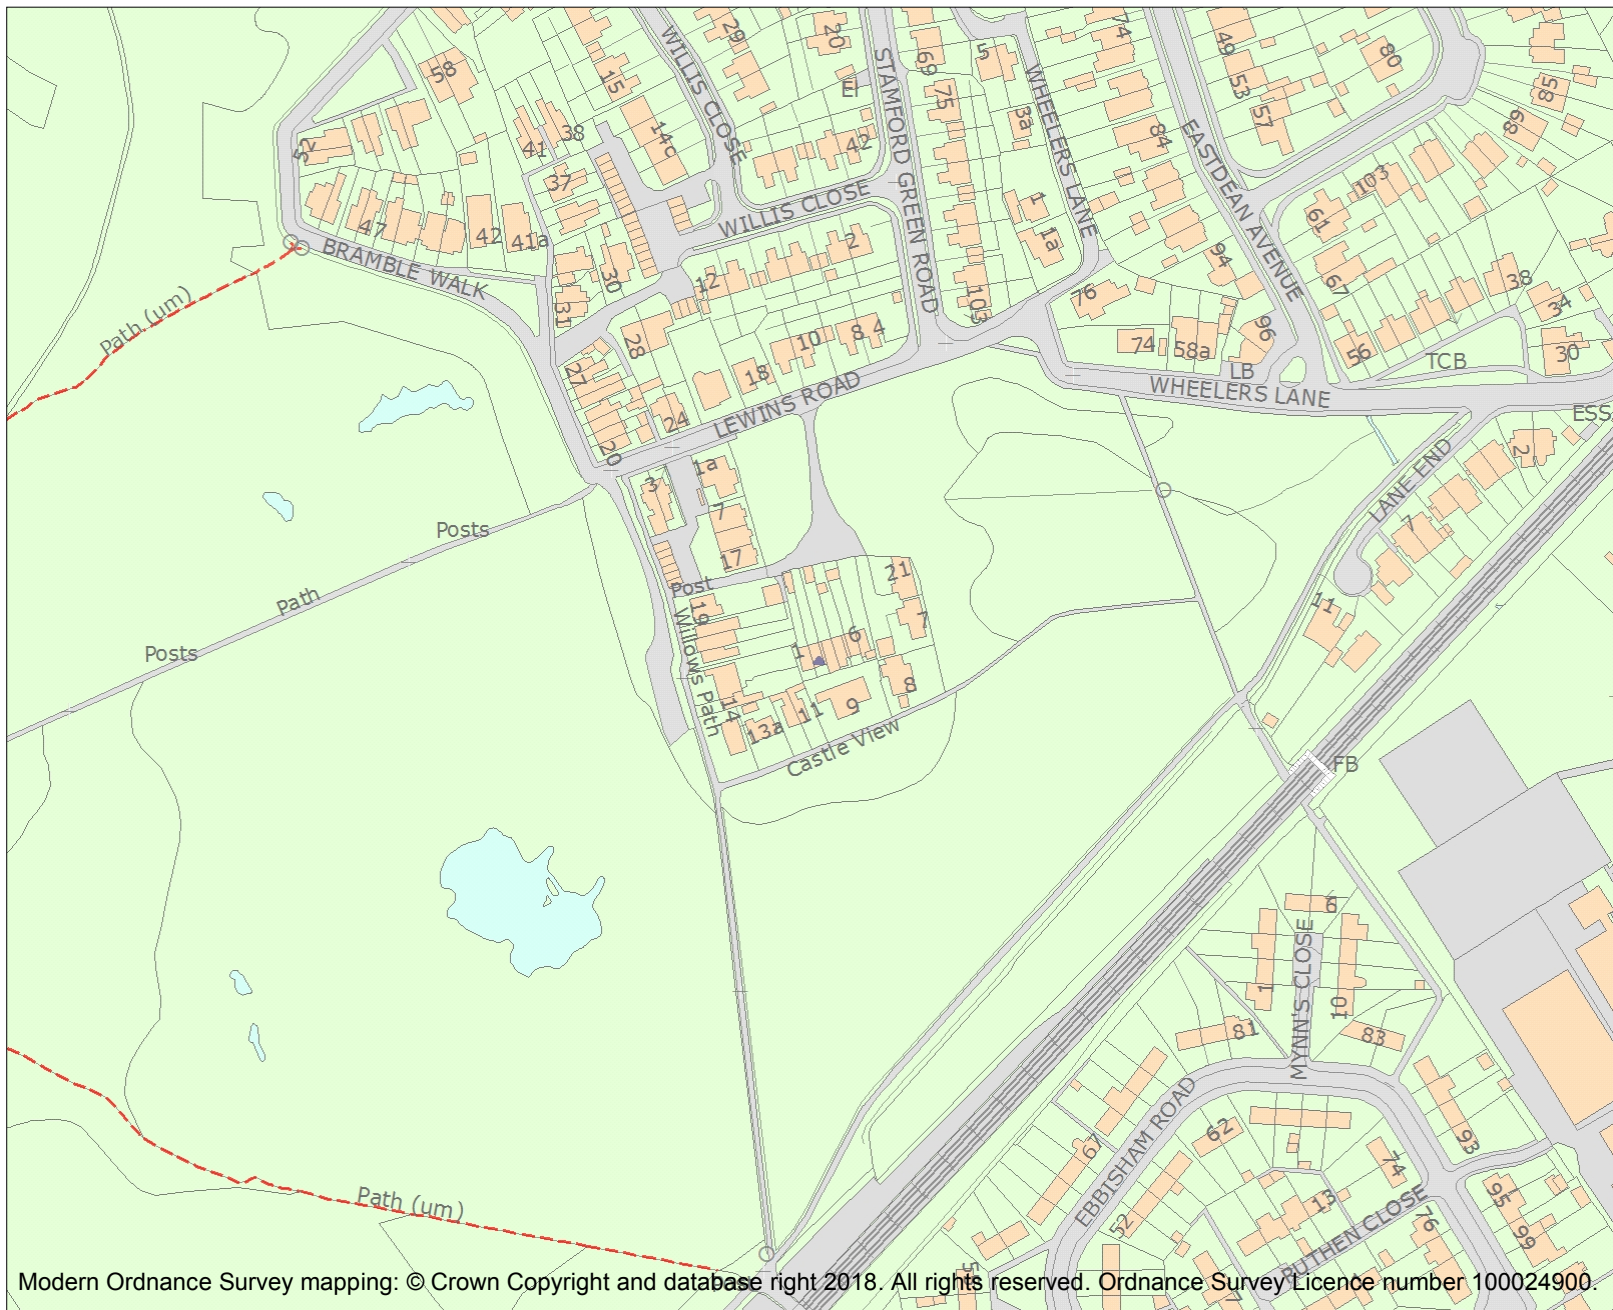 29
20
WILLIS CLOSE
STAMFORD GREEN ROAD
69
5
74
49
80
58
15
El
75
WHEELERS LANE
53
85
57
3a
14c
38
41
52
42
84
EASTDEAN AVENUE
89
37
103
WILLIS CLOSE
1
61
47
42
41a
2
1a
94
BRAMBLE WALK
30
12
67
38
31
76
103
34
Path (um)
28
10
8
4
96
74
58a
56
30
27
18
LB
TCB
LEWINS ROAD
WHEELERS LANE
24
ESS
20
1a
2
3
LANE END
7
Posts
7
17
21
Post
11
Path
19
7
6
Posts
1
Willows Path
8
14
9
11
13a
Castle View
FB
6
MYNN'S CLOSE
1
10
81
83
EBBISHAM ROAD
62
67
93
74
52
13
95
76
99
RUTHEN CLOSE
Path (um)
7
Modern Ordnance Survey mapping: © Crown Copyright and database right 2018. All rights reserved. Ordnance Survey Licence number 100024900.